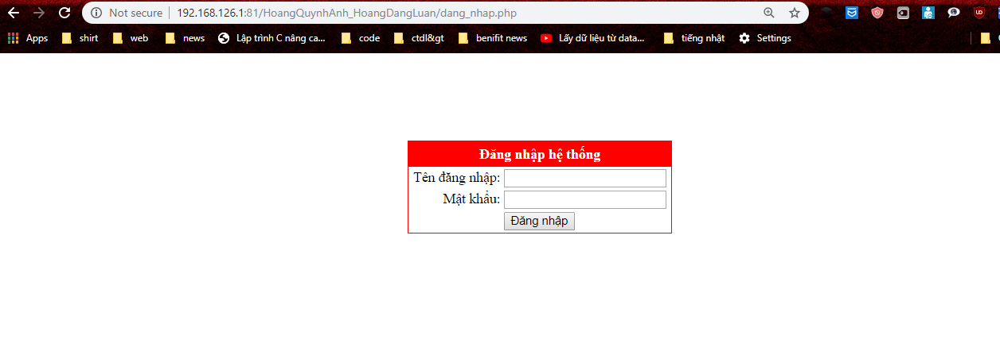 Not secure 192.168.126.1:81/HoangQuynhAnh_HoangDangLuan/dang_nhap.php
Apps shirt web news Lập trình C nâng ca... code ctdl&gt benifit news Lấy dữ liệu từ data... tiếng nhật Settings
Đăng nhập hệ thống
Tên đăng nhập:
Mật khẩu:
Đăng nhập